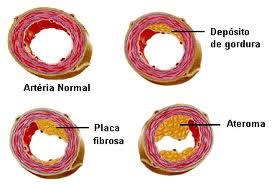 Depósito
de gordura
Artéria Normal
Placa
fibrosa
Ateroma